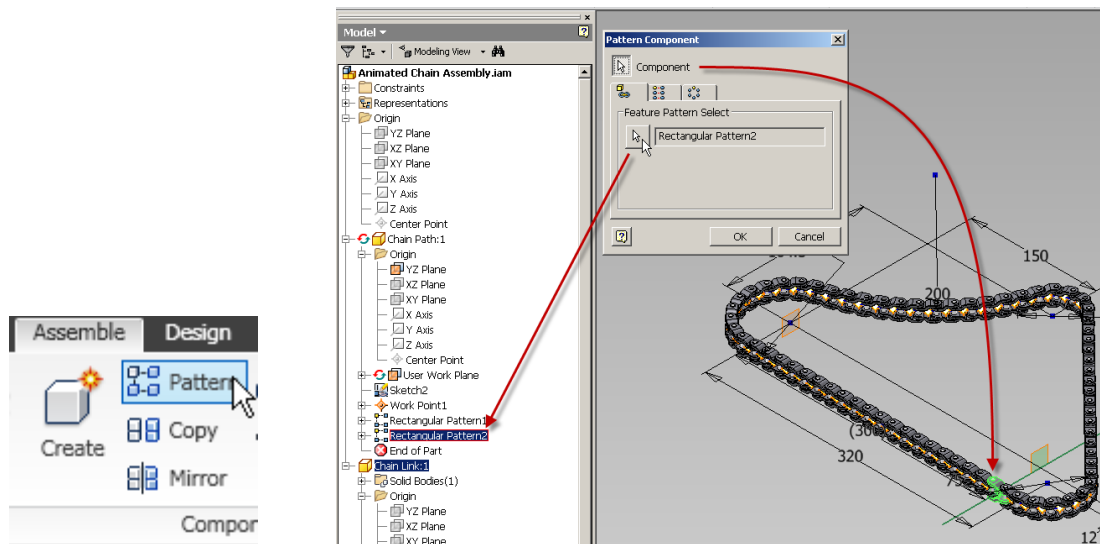 Assemble
Design
Pattern
Create
Copy
Mirror
Model
Modeling View
Animated Chain Assembly.iam
Constraints
Representations
Origin
YZ Plane
XZ Plane
XY Plane
X Axis
Y Axis
Z Axis
Center Point
Chain Path:1
Origin
YZ Plane
XZ Plane
XY Plane
X Axis
Y Axis
Z Axis
Center Point
User Work Plane
Sketch2
Work Point1
Rectangular Pattern1
Rectangular Pattern2
End of Part
Chain Link:1
Solid Bodies(1)
Origin
YZ Plane
XZ Plane
XY Plane
Pattern Component
Component
Feature Pattern Select
Rectangular Pattern2
OK
Cancel
150
200
320